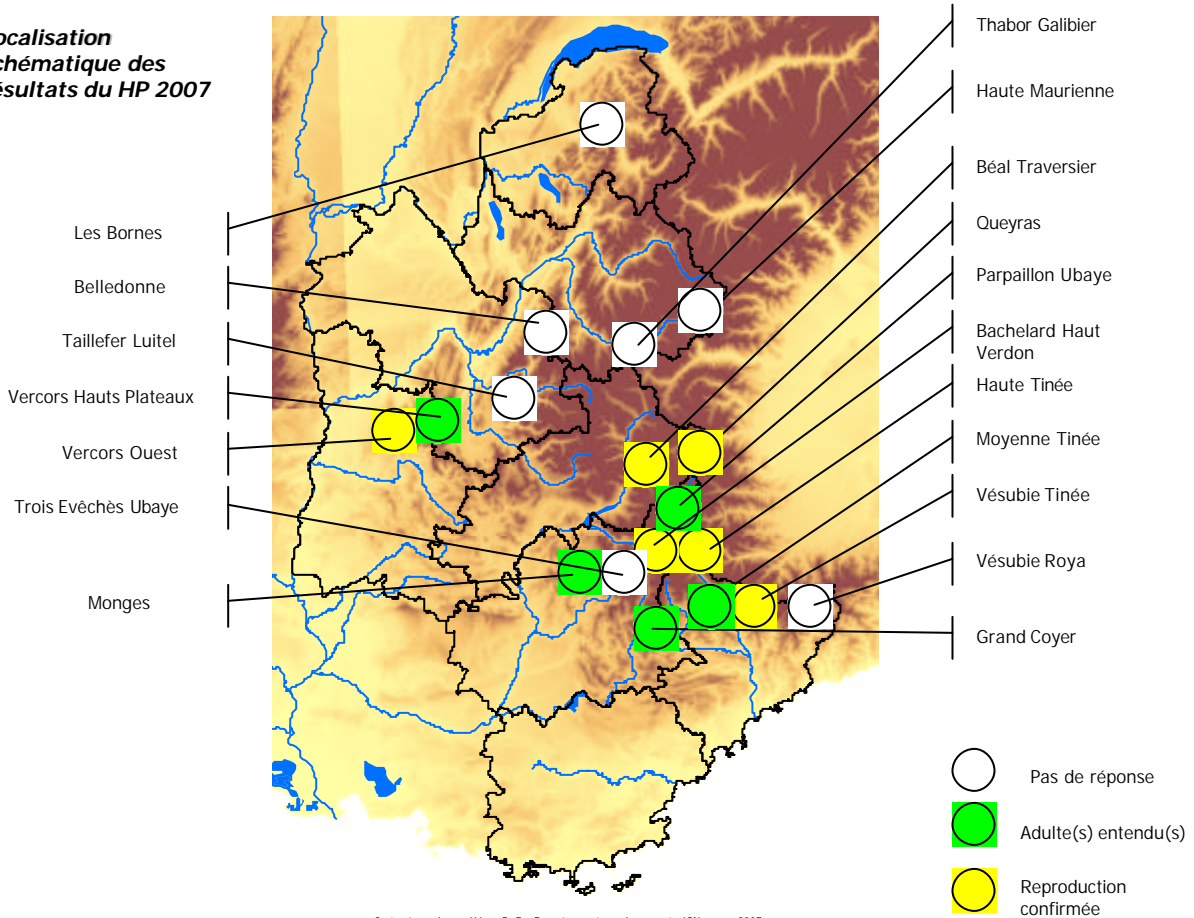 ocalisation
chématique des
ésultats du HP 2007
Les Bornes
Belledonne
Taillefer Luitel
Vercors Hauts Plateaux
Vercors Ouest
Trois Evêchès Ubaye
Monges
Thabor Galibier
Haute Maurienne
Béal Traversier
Queyras
Parpaillon Ubaye
Bachelard Haut
Verdon
Haute Tinée
Moyenne Tinée
Vésubie Tinée
Vésubie Roya
Grand Coyer
Pas de réponse
Adulte(s) entendu(s)
Reproduction
confirmée